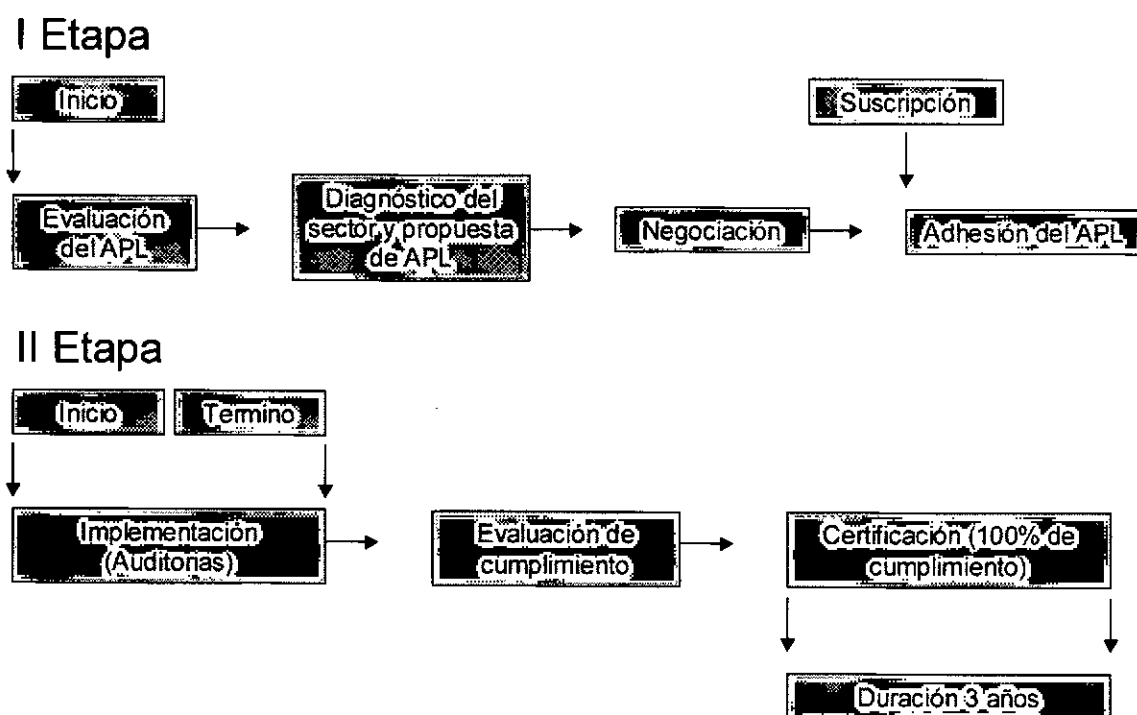 I Etapa
Inicio
Suscripción
Evaluación
del APL
Diagnóstico del
sector y propuesta
de APL
Negociación
Adhesión del APL
II Etapa
Inicio
Termino
Implementación
(Auditorias)
Evaluación de
cumplimiento
Certificación (100% de
cumplimiento)
Duración 3 años